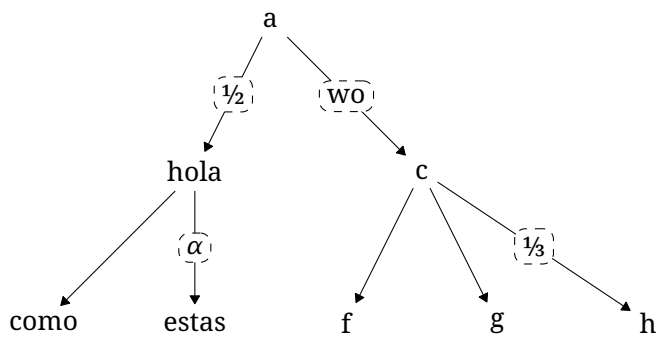 a
½ wo
hola c
α ⅓
como estas f g h